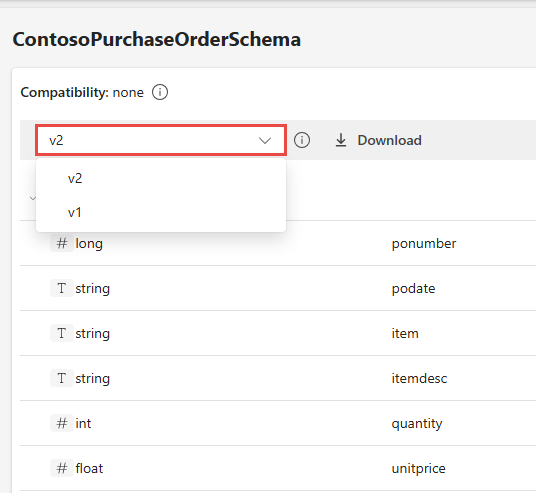 ContosoPurchaseOrderSchema
Compatibility: none
v2 Download
v2
v1
# long ponumber
T string podate
T string item
T string itemdesc
# int quantity
# float unitprice